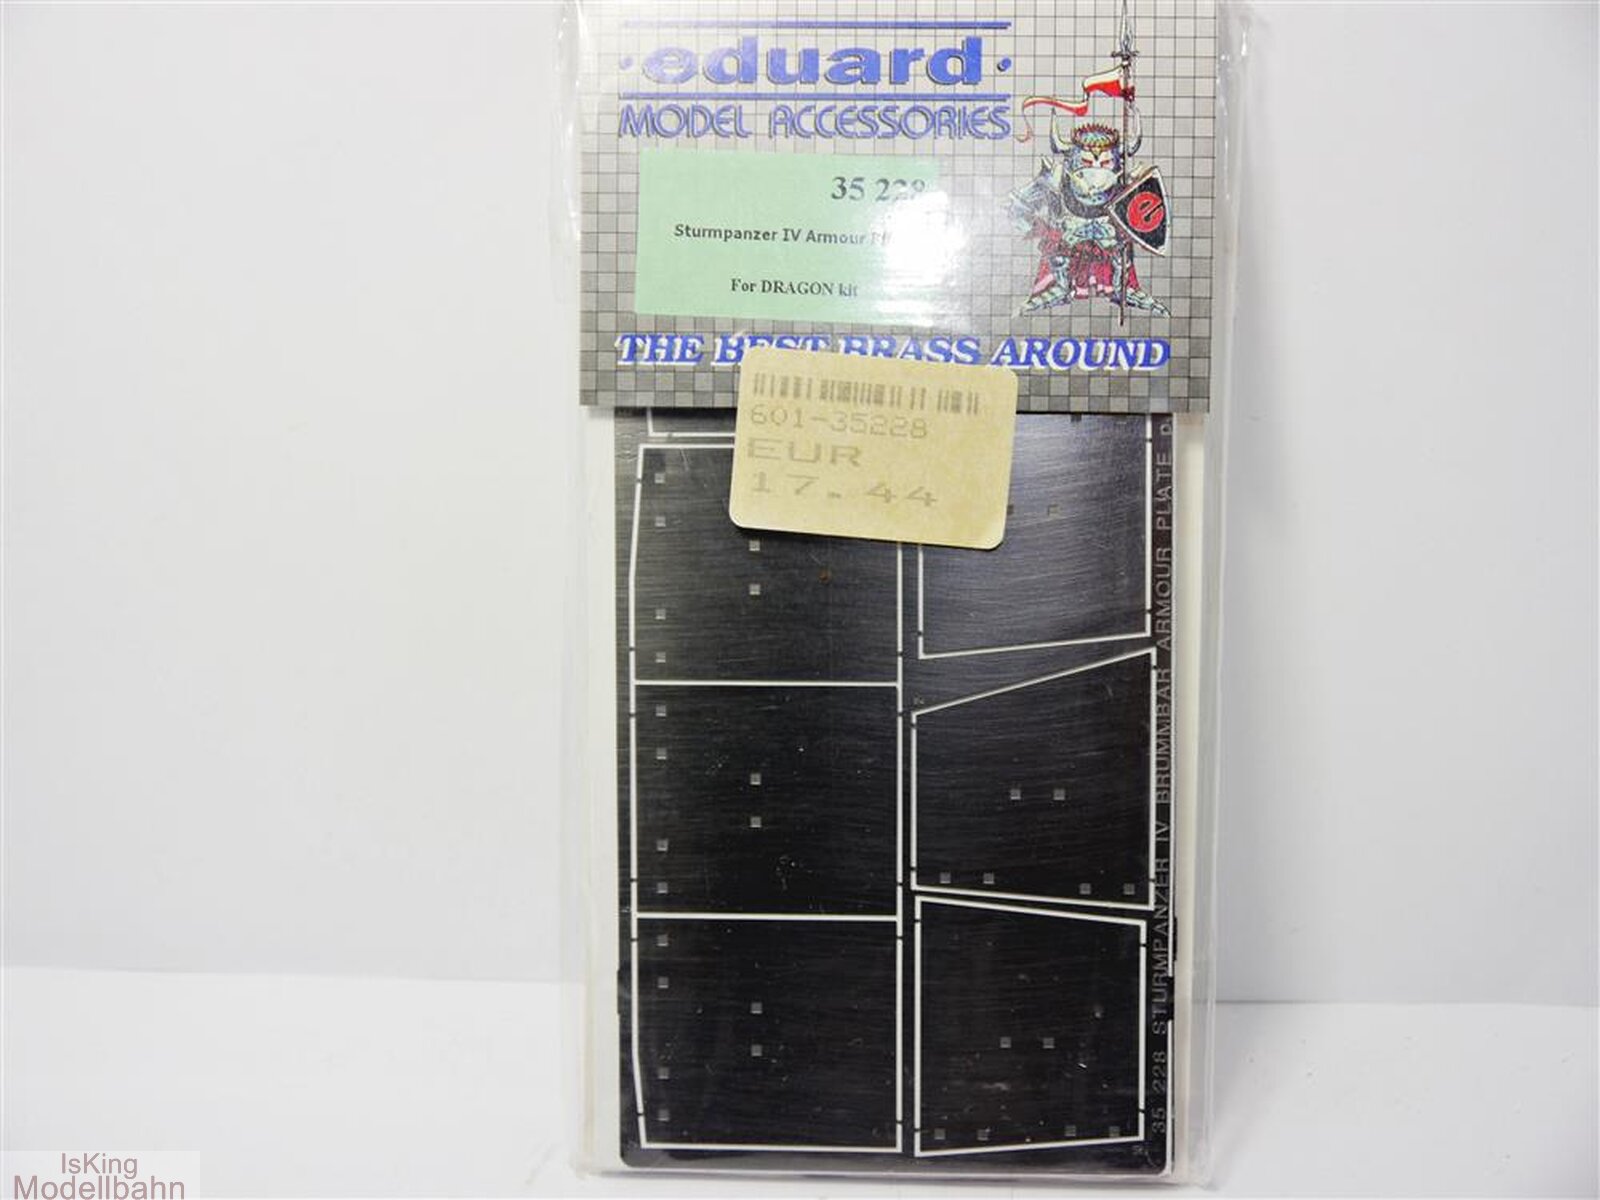 eduard
MODEL ACCESSORIES
35 228
Sturmpanzer IV Armour
For DRAGON kit
e
THE BEST BRASS AROUND
601-35228
EUR
17.44
35 228 STURMPANZER IV BRUMMBAR ARMOUR PLATE p.
IsKing
Modellbahn